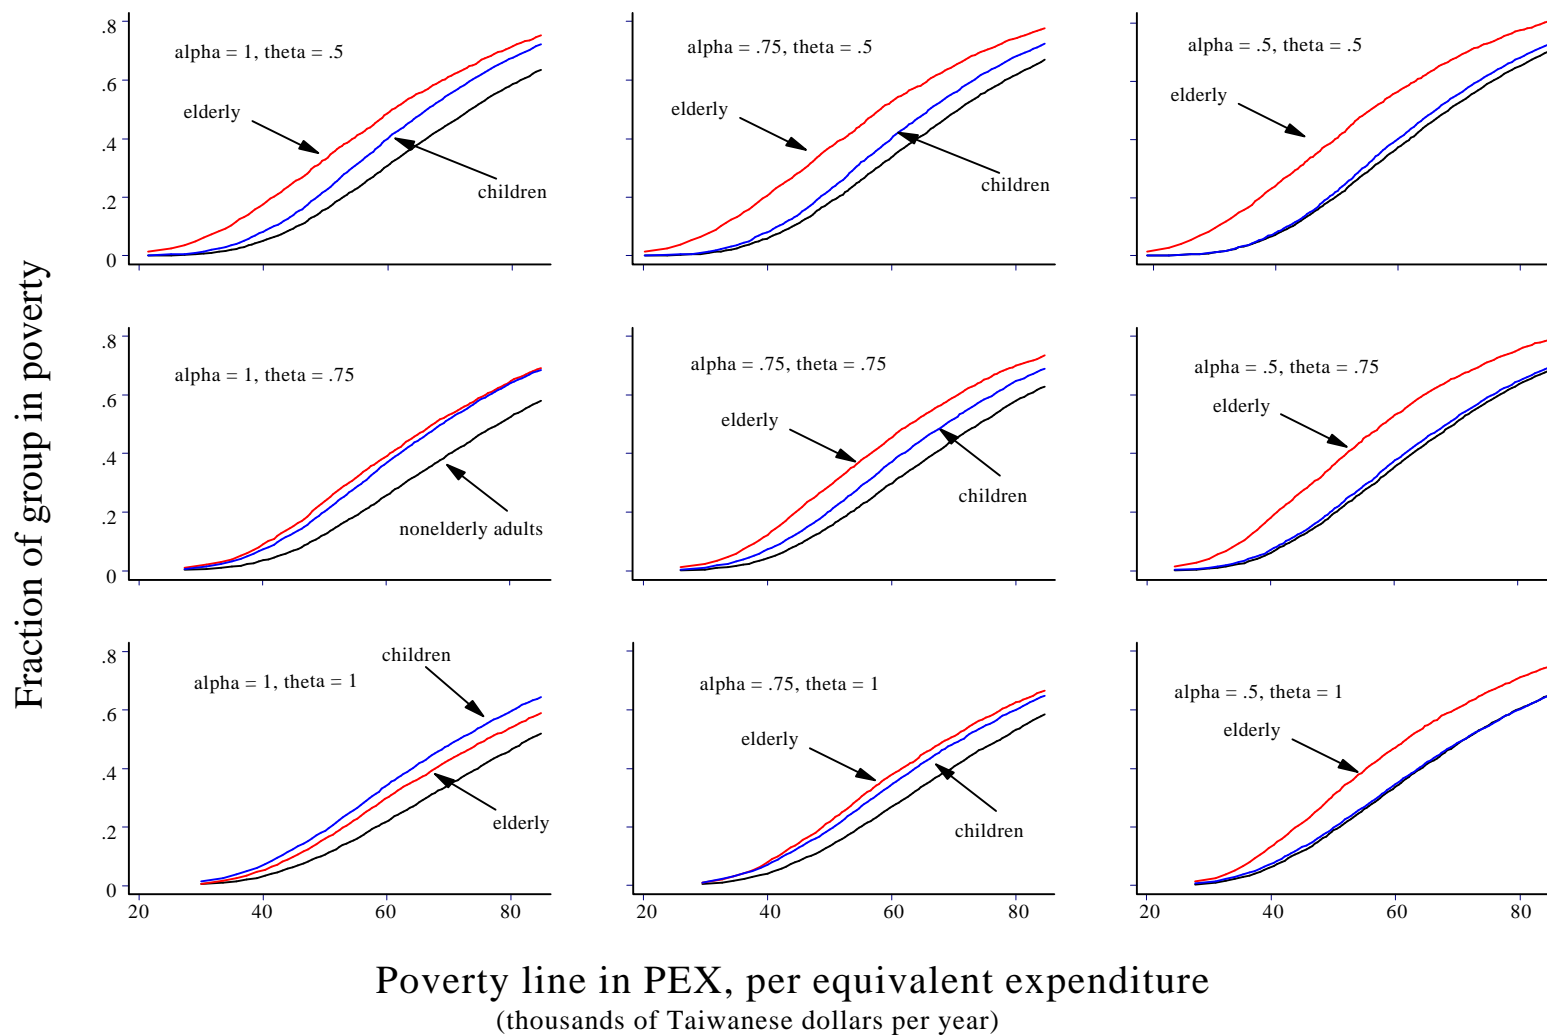 Fraction of group in poverty
.8
.6
.4
.2
0
alpha = 1, theta = .5
elderly
children
alpha = .75, theta = .5
elderly
children
alpha = .5, theta = .5
elderly
.8
.6
.4
.2
0
alpha = 1, theta = .75
nonelderly adults
alpha = .75, theta = .75
elderly
children
alpha = .5, theta = .75
elderly
.8
.6
.4
.2
0
children
alpha = 1, theta = 1
elderly
alpha = .75, theta = 1
elderly
children
alpha = .5, theta = 1
elderly
20 40 60 80
20 40 60 80
20 40 60 80
Poverty line in PEX, per equivalent expenditure
(thousands of Taiwanese dollars per year)